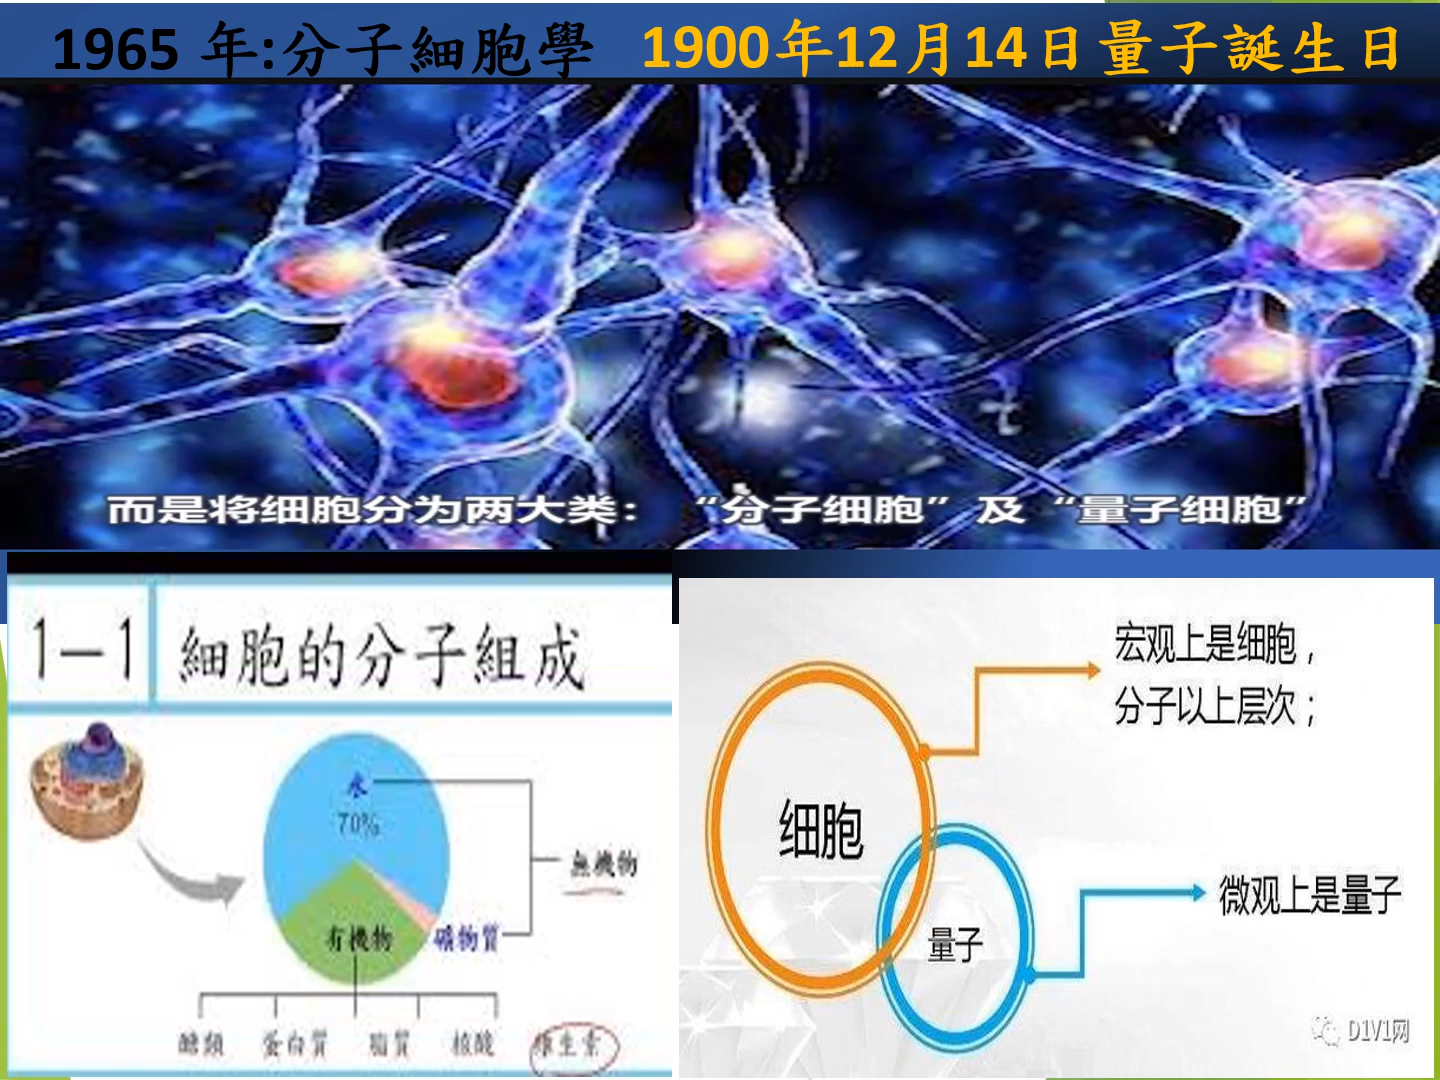 1965 年:分子細胞學
1900年12月14日量子誕生日
而是将细胞分为两大类：“分子细胞”及“量子细胞”
1－1 細胞的分子組成
水
70%
無機物
有機物
礦物質
醣類 蛋白質 脂質 核酸 維生素
宏观上是细胞，
分子以上层次；
细胞
微观上是量子
量子
D1V1网